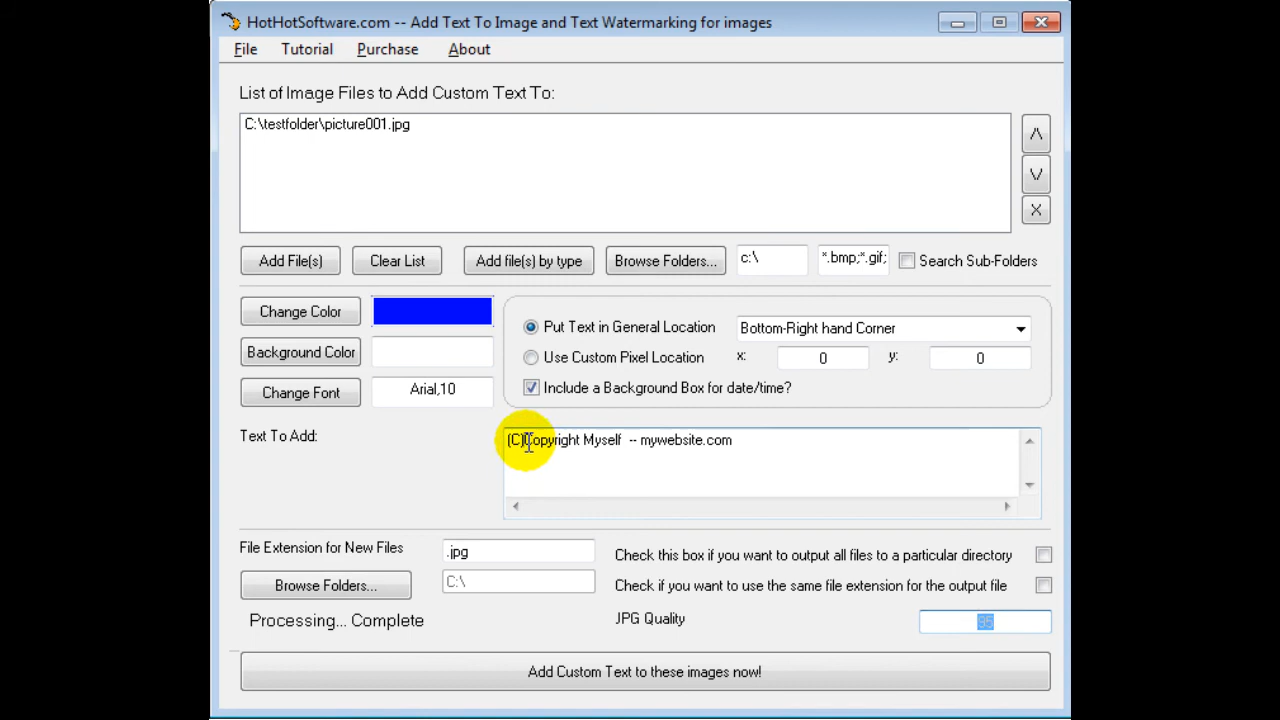 HotHotSoftware.com -- Add Text To Image and Text Watermarking for images
File Tutorial Purchase About
List of Image Files to Add Custom Text To:
C:\testfolder\picture001.jpg
/\
\/
X
Add File(s) Clear List Add file(s) by type Browse Folders... c:\ *.bmp;*.gif; Search Sub-Folders
Change Color
Put Text in General Location Bottom-Right hand Corner
Background Color
Use Custom Pixel Location x: 0 y: 0
Change Font Arial,10
Include a Background Box for date/time?
Text To Add:
(C)Copyright Myself -- mywebsite.com
File Extension for New Files .jpg
Check this box if you want to output all files to a particular directory
Browse Folders... C:\
Check if you want to use the same file extension for the output file
Processing... Complete
JPG Quality 95
Add Custom Text to these images now!